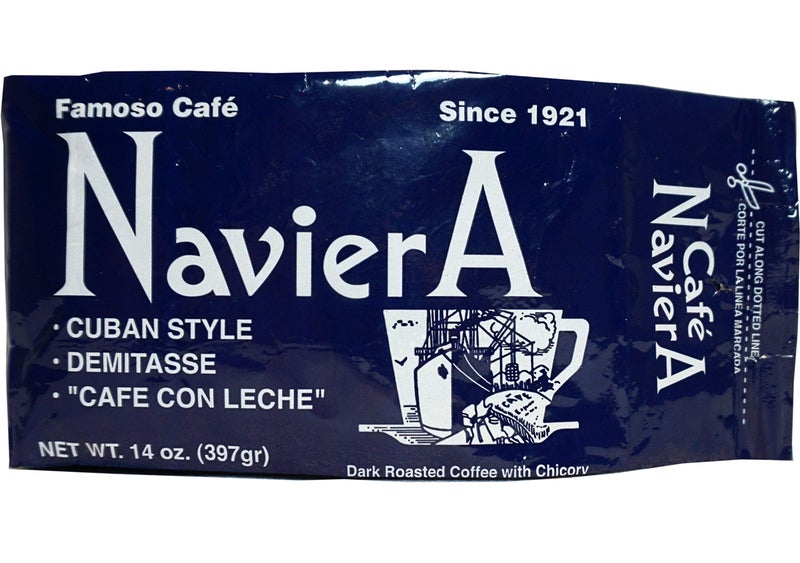 Famoso Café
Since 1921
NavierA
• CUBAN STYLE
• DEMITASSE
• "CAFE CON LECHE"
NET WT. 14 oz. (397gr)
Dark Roasted Coffee with Chicory
Café
NavierA
CUT ALONG DOTTED LINE/
CORTE POR LA LINEA MARCADA